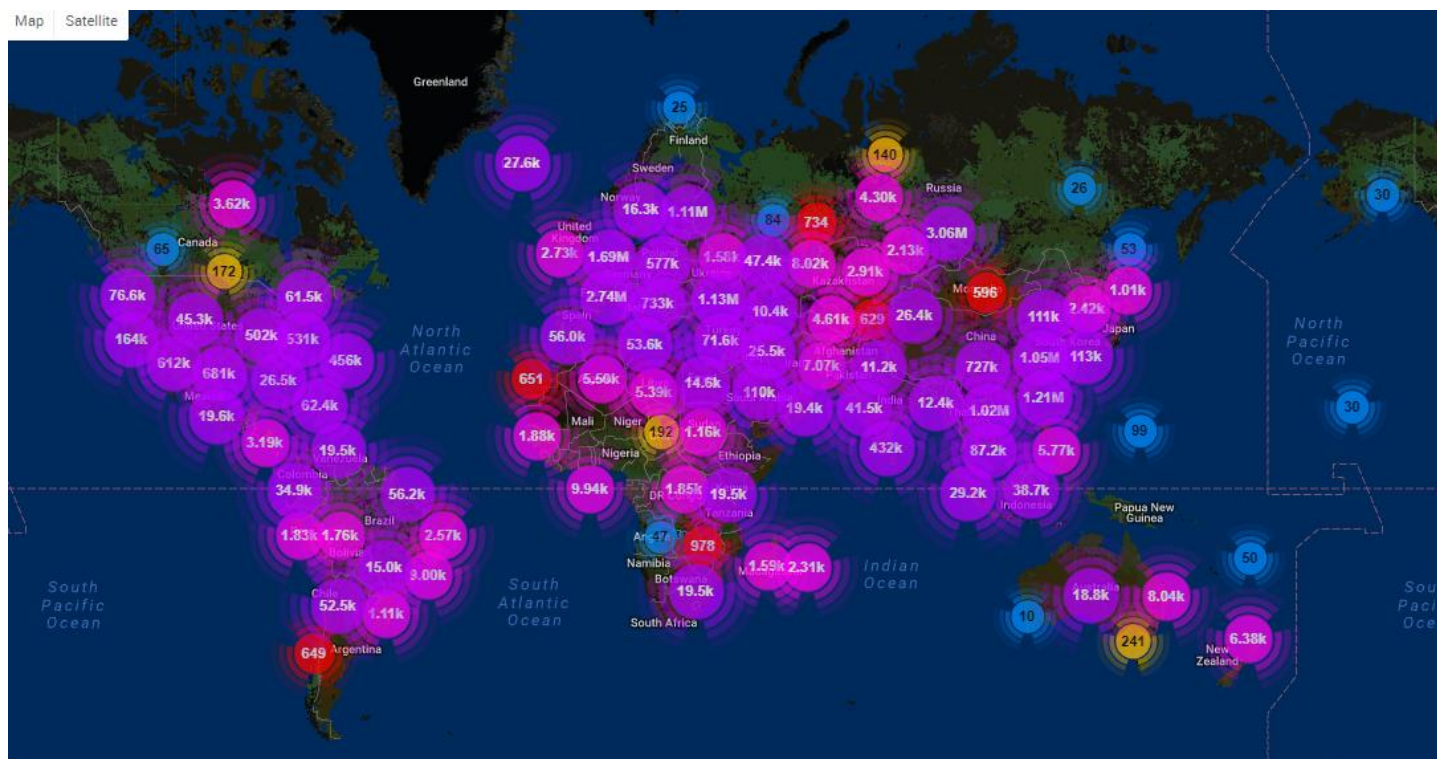 Map Satellite
Greenland
25
Finland
27.6k
140
Sweden
Russia
26
30
3.62k
4.30k
Norway
16.3k
1.11M
84
734
United
Kingdom
3.06M
65
Canada
2.73k
1.69M
577k
1.58k
47.4k
8.02k
2.13k
53
172
2.91k
Kazakhstan
76.6k
61.5k
2.74M
733k
1.13M
10.4k
596
1.01k
45.3k
Spain
4.61k
629
26.4k
111k
2.42k
Japan
North
Atlantic
Ocean
North
Pacific
Ocean
164k
502k
531k
56.0k
53.6k
71.6k
25.5k
China
South Korea
612k
681k
26.5k
456k
Afghanistan
7.07k
11.2k
727k
1.05M
113k
651
5.50k
5.39k
14.6k
110k
19.6k
62.4k
Mali
Niger
192
1.16k
19.4k
41.5k
India
12.4k
1.02M
1.21M
99
30
3.19k
19.5k
Venezuela
1.88k
Nigeria
Ethiopia
432k
87.2k
5.77k
Colombia
34.9k
56.2k
9.94k
1.85k
19.5k
29.2k
38.7k
Indonesia
Papua New
Guinea
Brazil
Tanzania
1.83k
1.76k
2.57k
47
978
Bolivia
Namibia
50
15.0k
9.00k
Botswana
1.59k
2.31k
Indian
Ocean
South
Pacific
Ocean
Chile
52.5k
1.11k
South
Atlantic
Ocean
19.5k
South Africa
Australia
18.8k
8.04k
10
241
649
Argentina
6.38k
New
Zealand